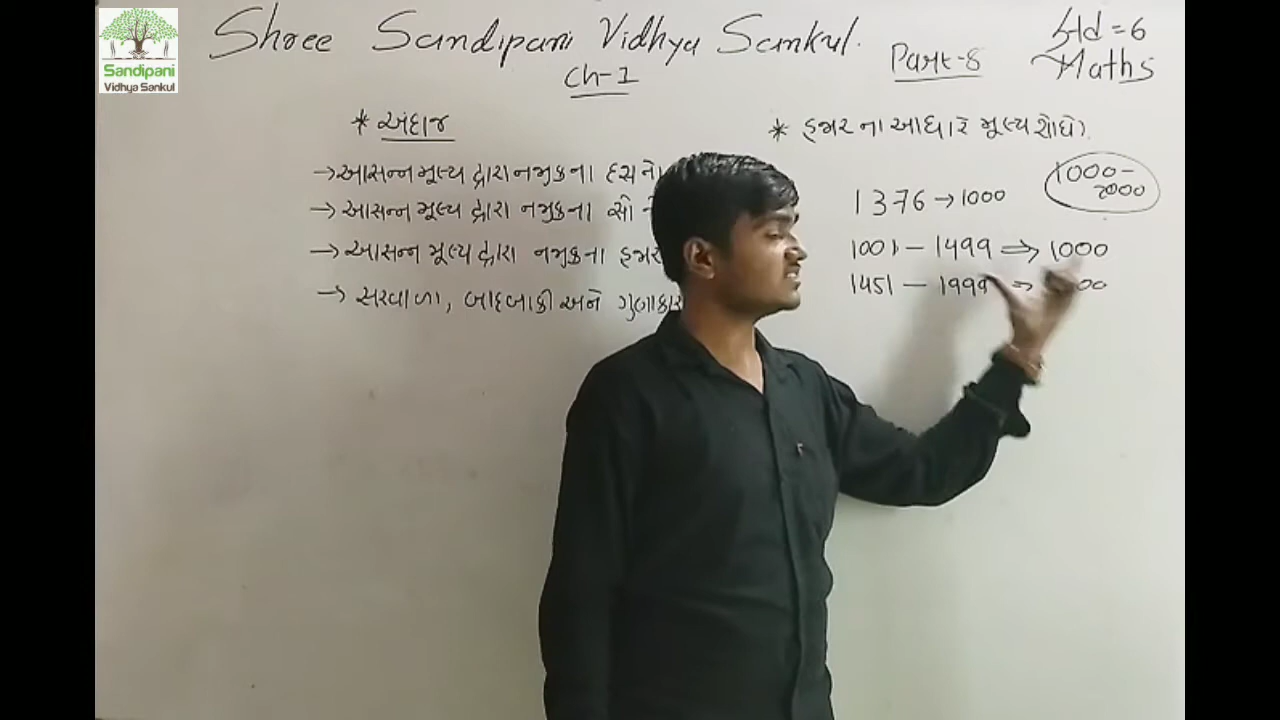 Sandipani
Vidhya Sankul
Shree Sandipani Vidhya Sankul.
Ch-1
Part-8
Std = 6
Maths
* અંદાજ
→ આસન્ન મૂલ્ય દ્વારા નજીકના દસ ને
→ આસન્ન મૂલ્ય દ્વારા નજીકના સો
→ આસન્ન મૂલ્ય દ્વારા નજીકના હજાર
→ સરવાળા, બાદબાકી અને ગુણાકાર
* હજાર ના આધારે મૂલ્ય શોધો.
1000-
2000
1376 → 1000
1001 – 1499 ⇒ 1000
1451 – 1999 ⇒